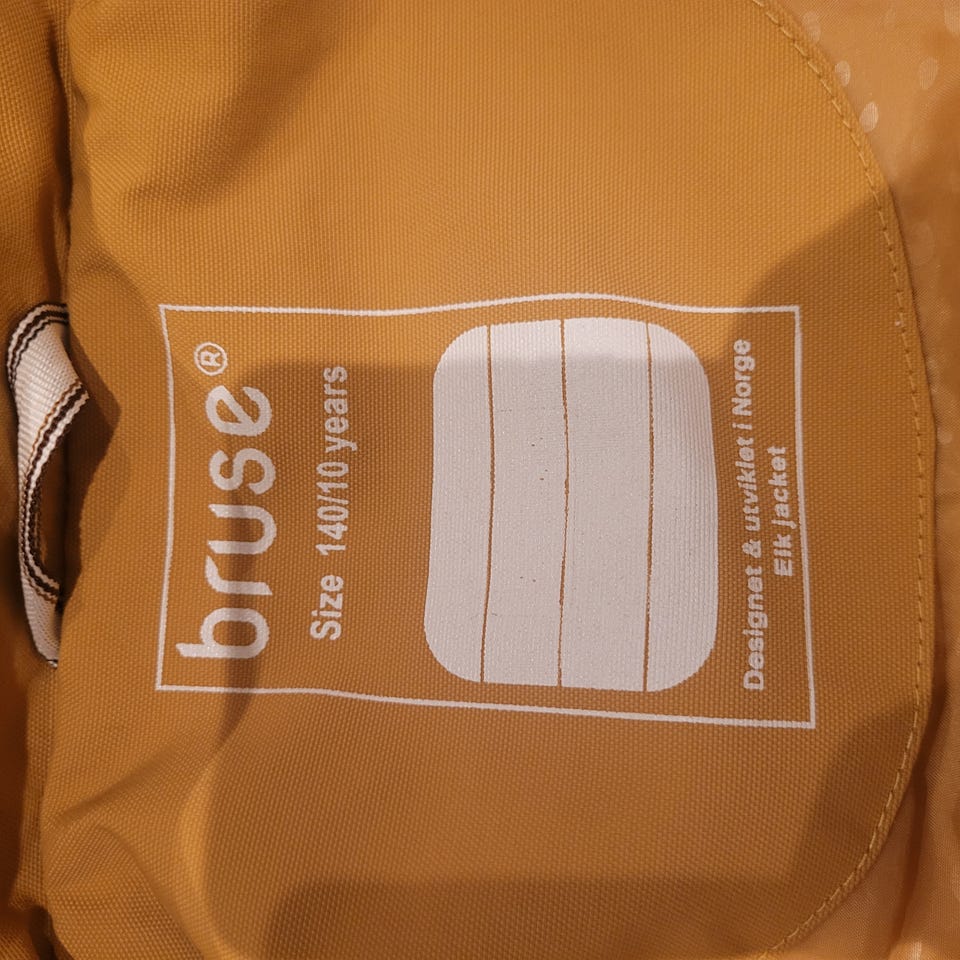 bruse®
Size 140/10 years
Designet & utviklet i Norge
Elk jacket